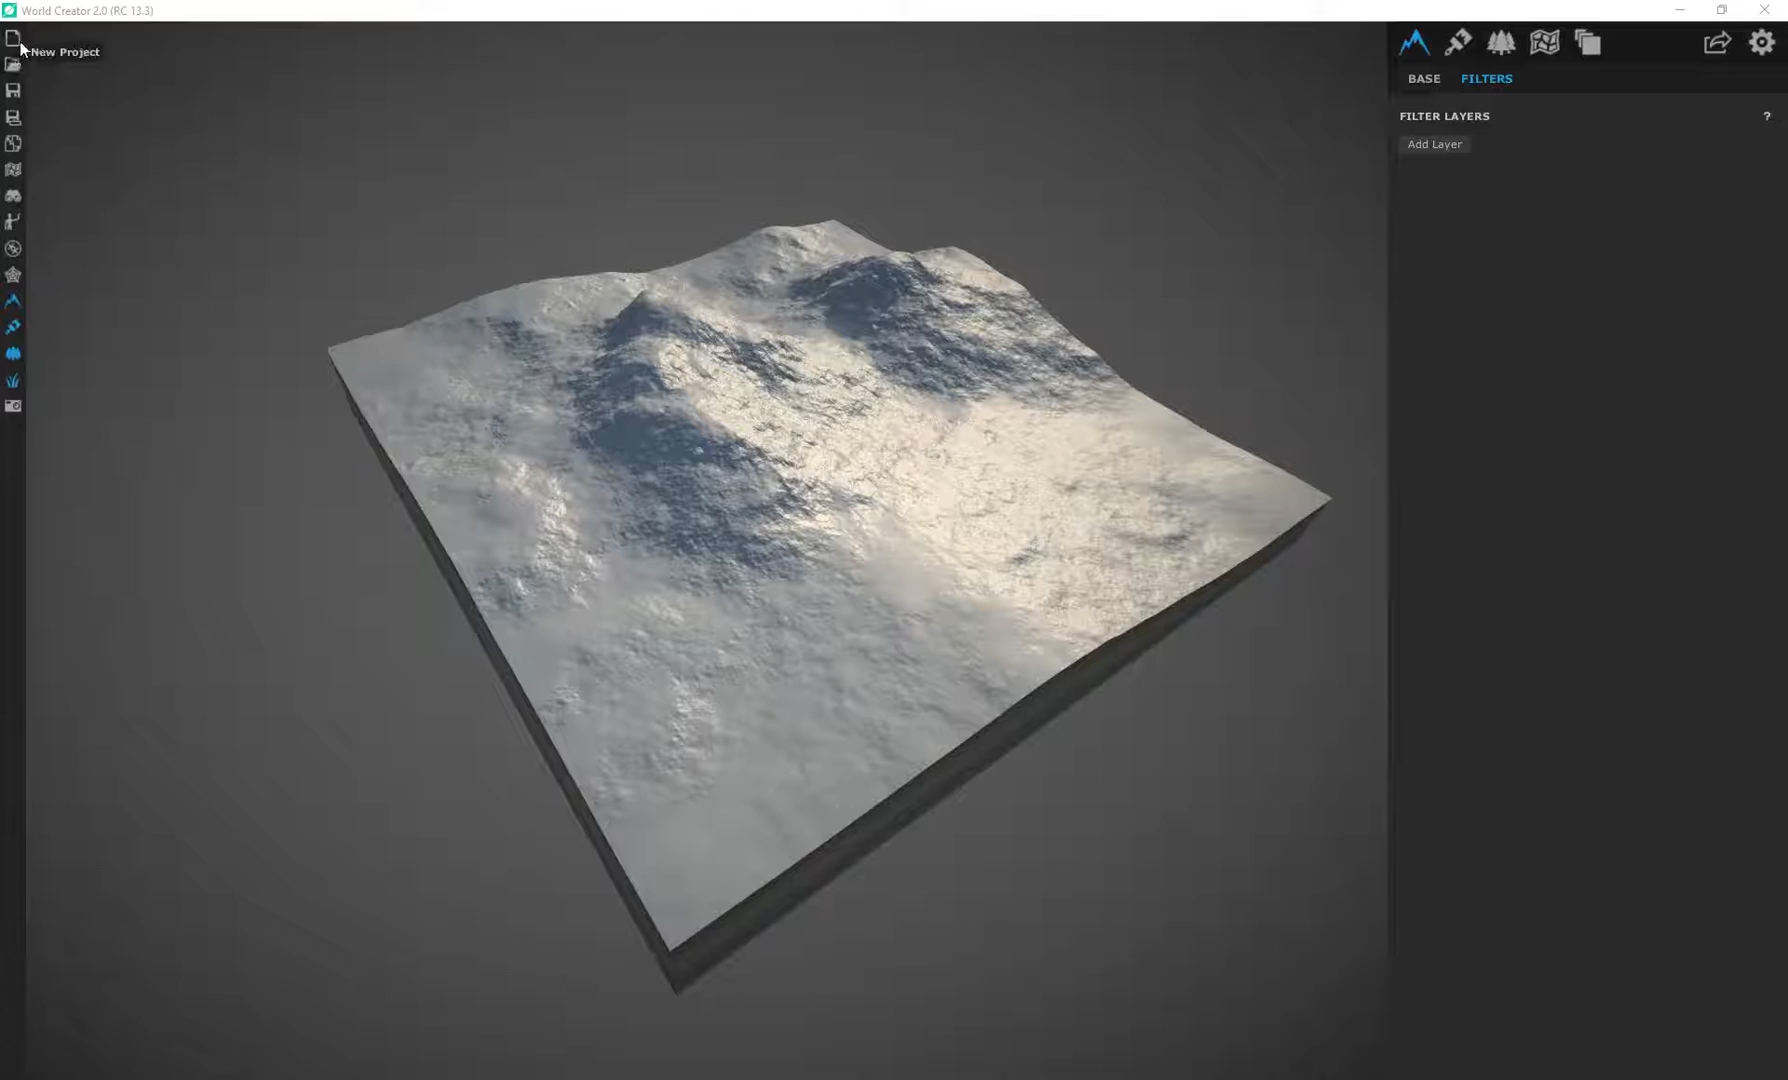 World Creator 2.0 (RC 13.3)
New Project
BASE FILTERS
FILTER LAYERS ?
Add Layer